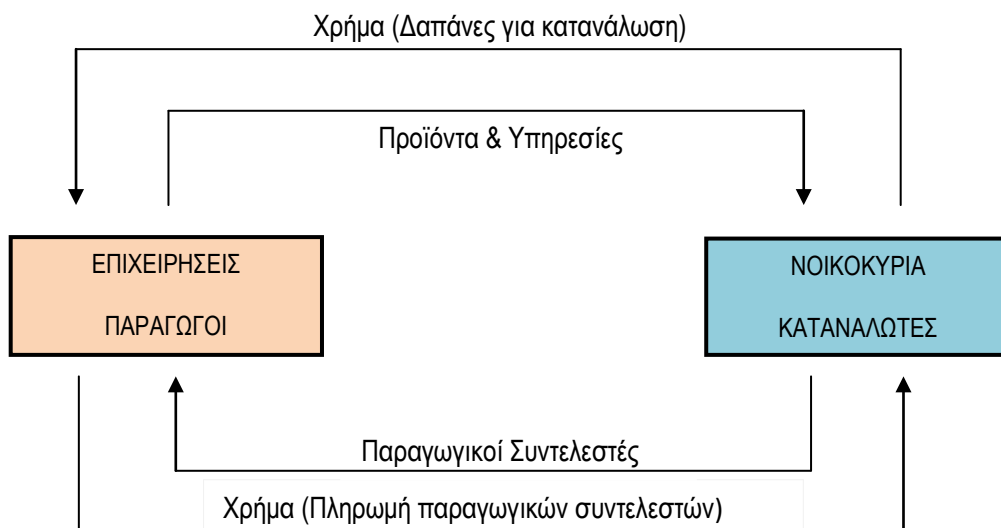 Χρήμα (Δαπάνες για κατανάλωση)
Προϊόντα & Υπηρεσίες
ΕΠΙΧΕΙΡΗΣΕΙΣ
ΠΑΡΑΓΩΓΟΙ
ΝΟΙΚΟΚΥΡΙΑ
ΚΑΤΑΝΑΛΩΤΕΣ
Παραγωγικοί Συντελεστές
Χρήμα (Πληρωμή παραγωγικών συντελεστών)